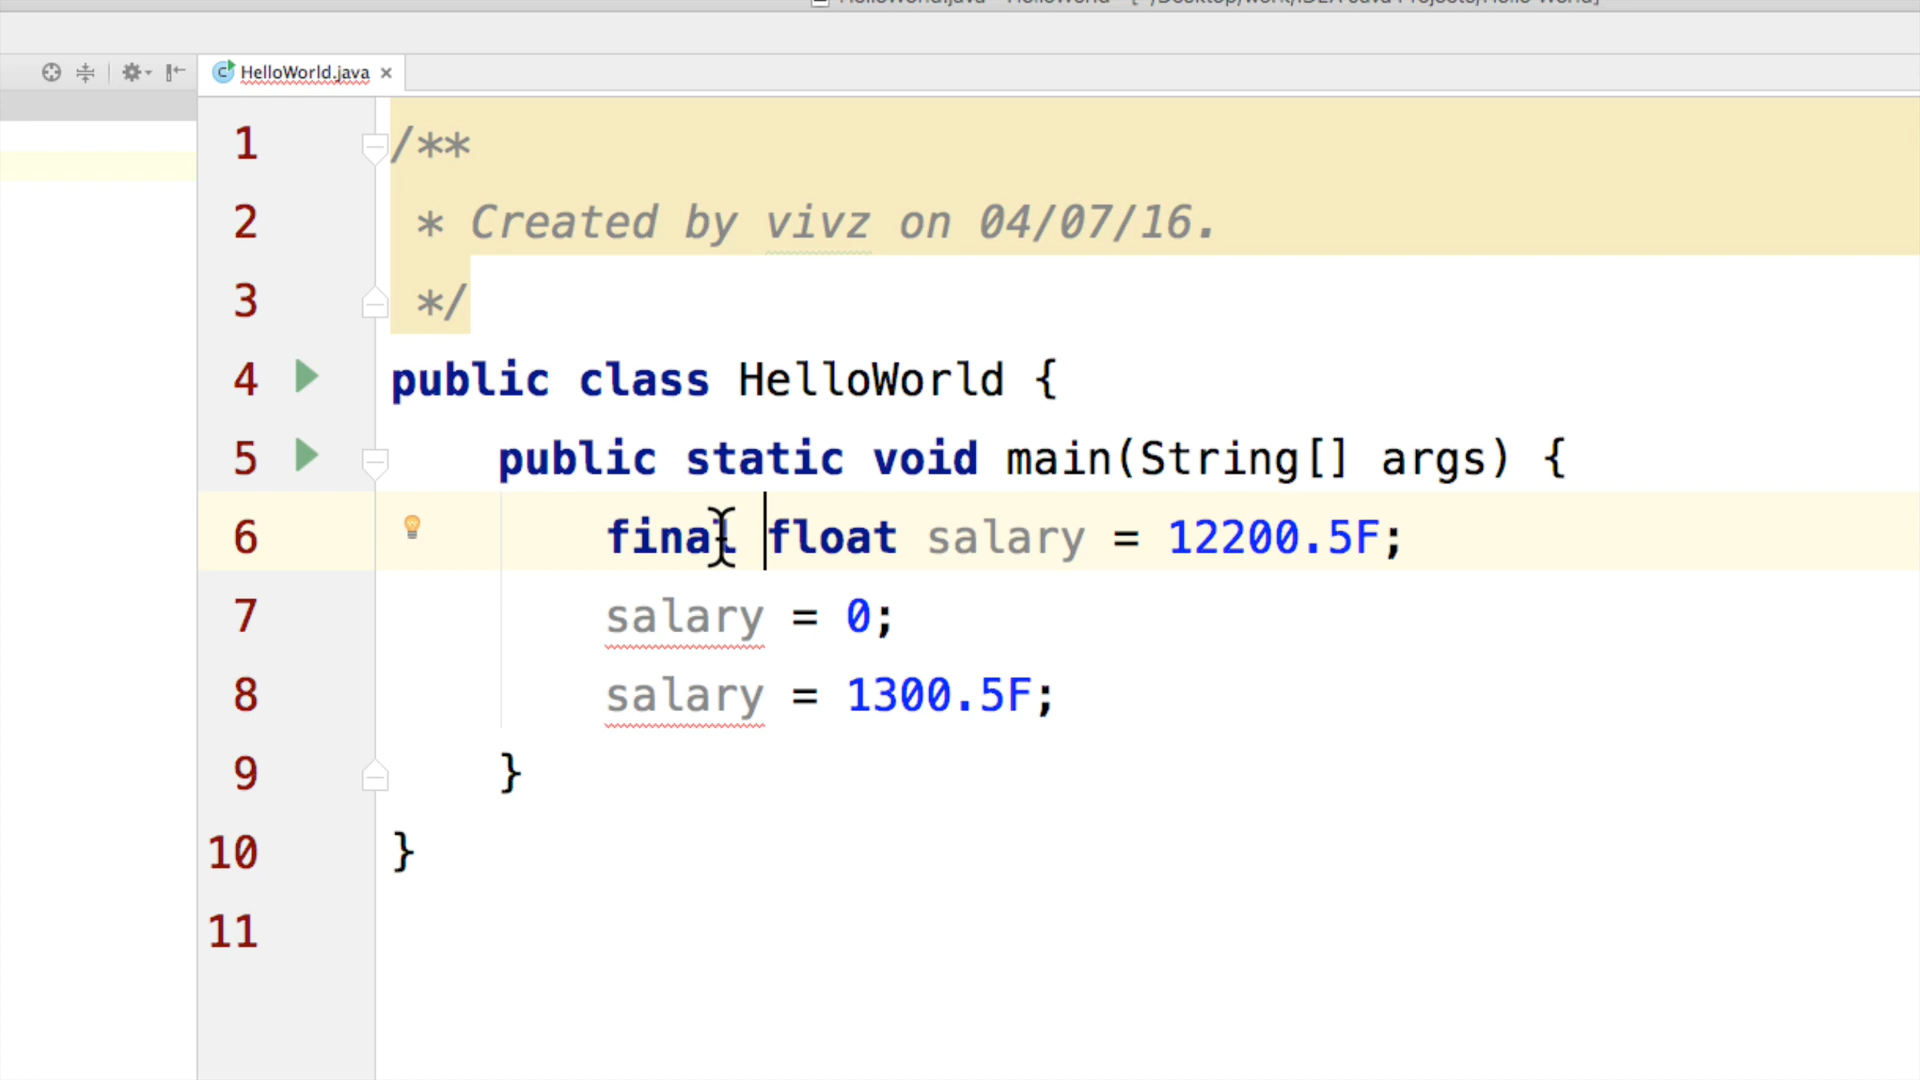 HelloWorld.java
1 /**
2 * Created by vivz on 04/07/16.
3 */
4 public class HelloWorld {
5 public static void main(String[] args) {
6 final float salary = 12200.5F;
7 salary = 0;
8 salary = 1300.5F;
9 }
10 }
11